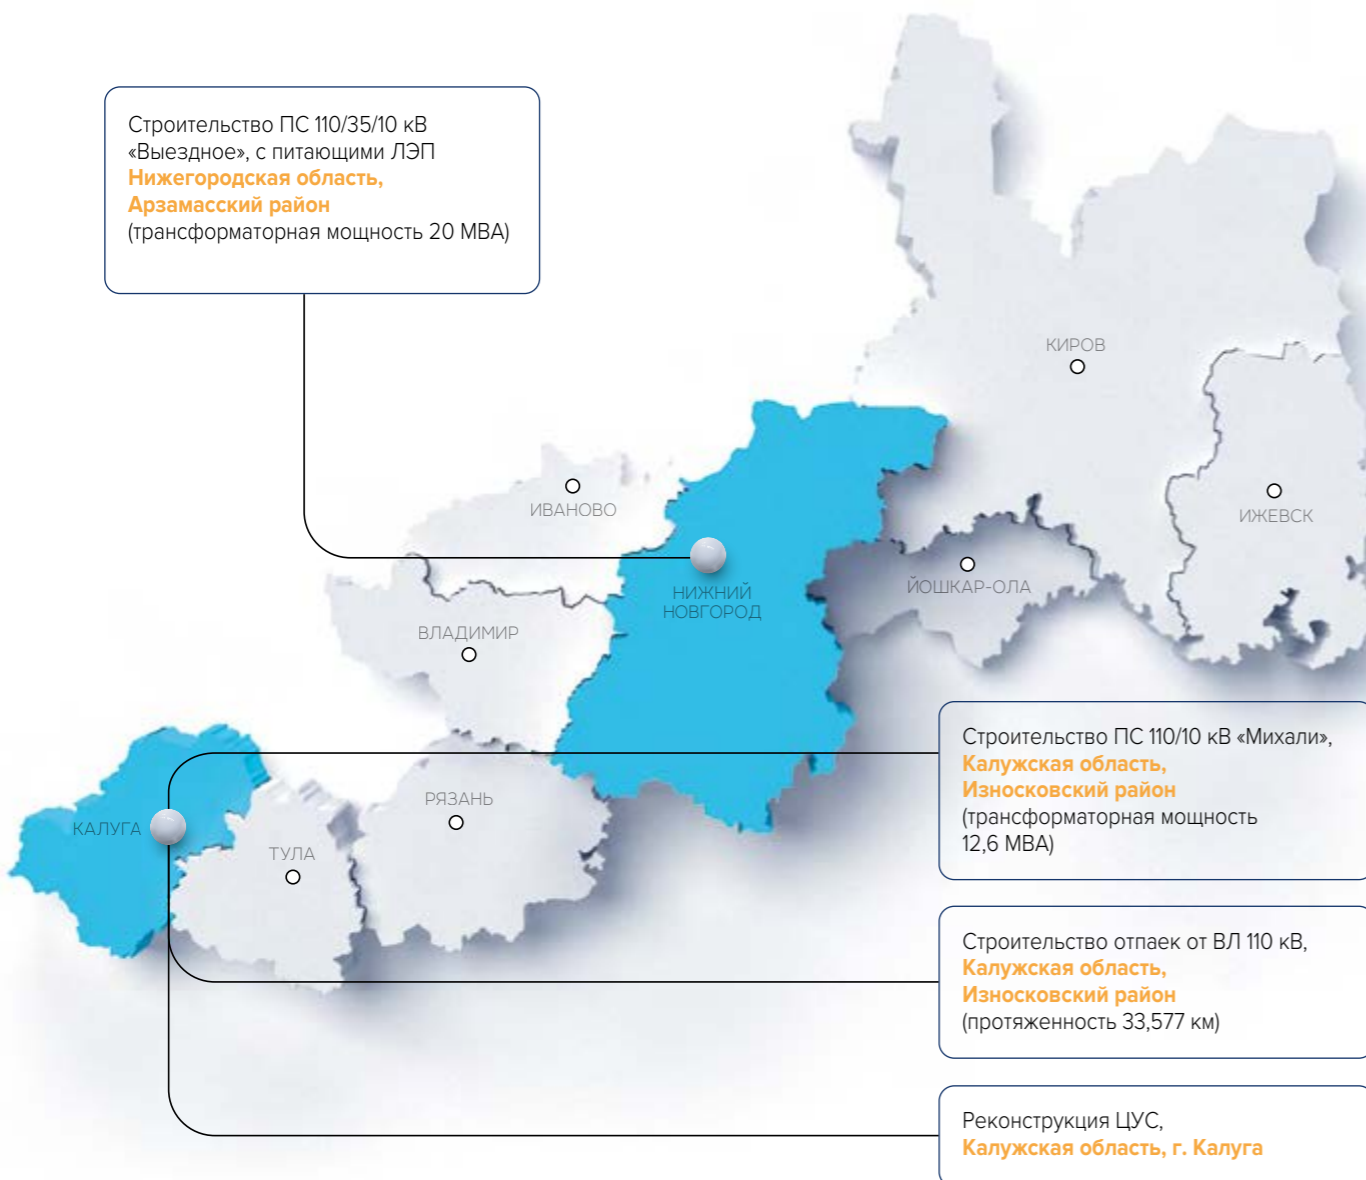 Строительство ПС 110/35/10 кВ
«Выездное», с питающими ЛЭП
Нижегородская область,
Арзамасский район
(трансформаторная мощность 20 МВА)
КИРОВ
ИВАНОВО
ИЖЕВСК
НИЖНИЙ
НОВГОРОД
ЙОШКАР-ОЛА
ВЛАДИМИР
РЯЗАНЬ
КАЛУГА
ТУЛА
Строительство ПС 110/10 кВ «Михали»,
Калужская область,
Износковский район
(трансформаторная мощность
12,6 МВА)
Строительство отпаек от ВЛ 110 кВ,
Калужская область,
Износковский район
(протяженность 33,577 км)
Реконструкция ЦУС,
Калужская область, г. Калуга